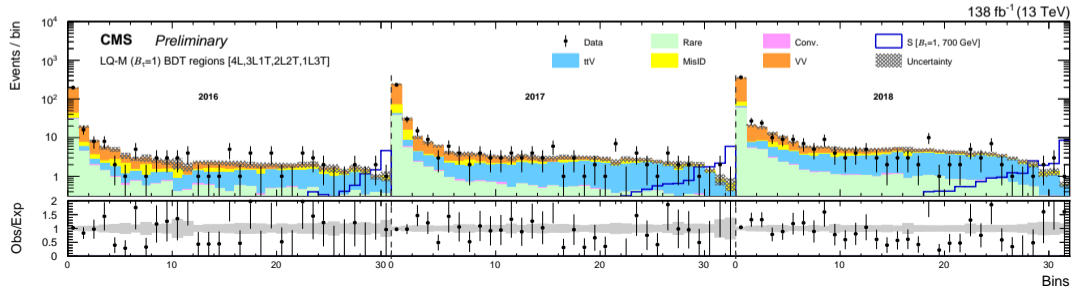 138 fb⁻¹ (13 TeV)
Events / bin
10⁴
10³
10²
10
1
CMS Preliminary
LQ-M (Bτ=1) BDT regions [4L,3L1T,2L2T,1L3T]
Data
Rare
Conv.
S [Bτ=1, 700 GeV]
ttV
MisID
VV
Uncertainty
2016
2017
2018
Obs/Exp
2
1.5
1
0.5
0
0 10 20 30 0 10 20 30 0 10 20 30
Bins